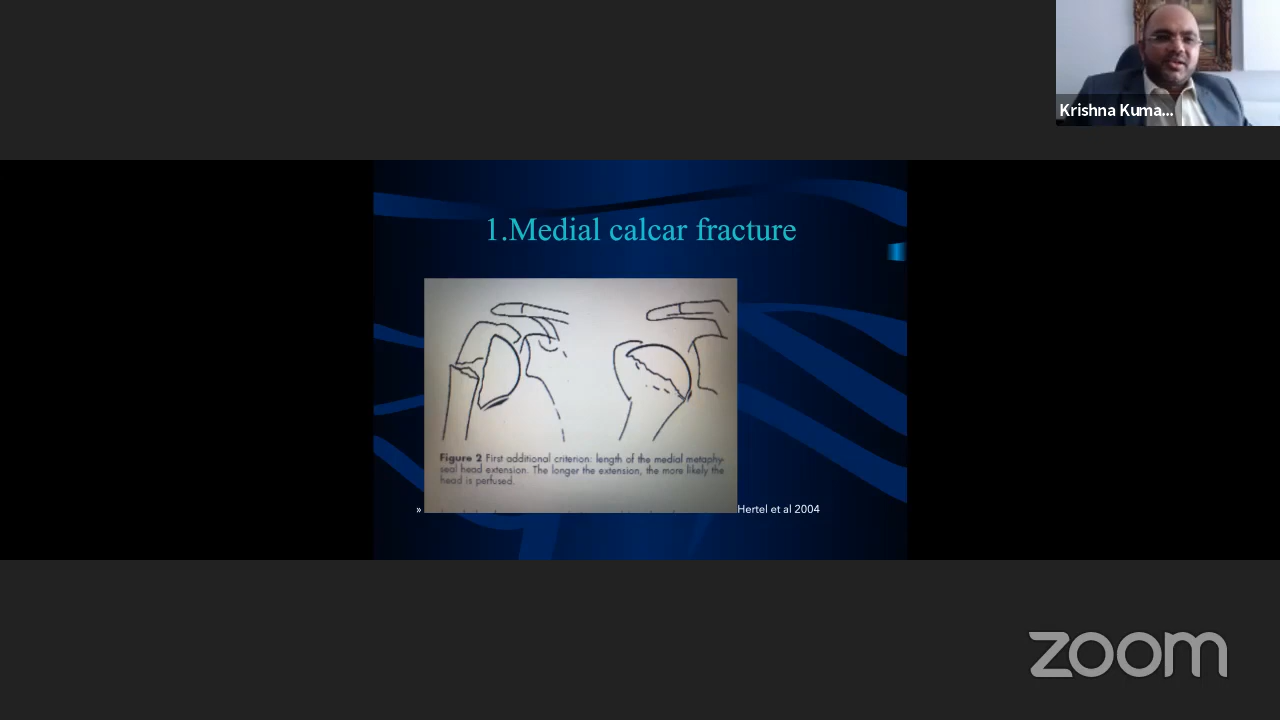 Krishna Kuma...
1.Medial calcar fracture
Figure 2 First additional criterion: length of the medial metaphy-
seal head extension. The longer the extension, the more likely the
head is perfused.
» Hertel et al 2004
zoom